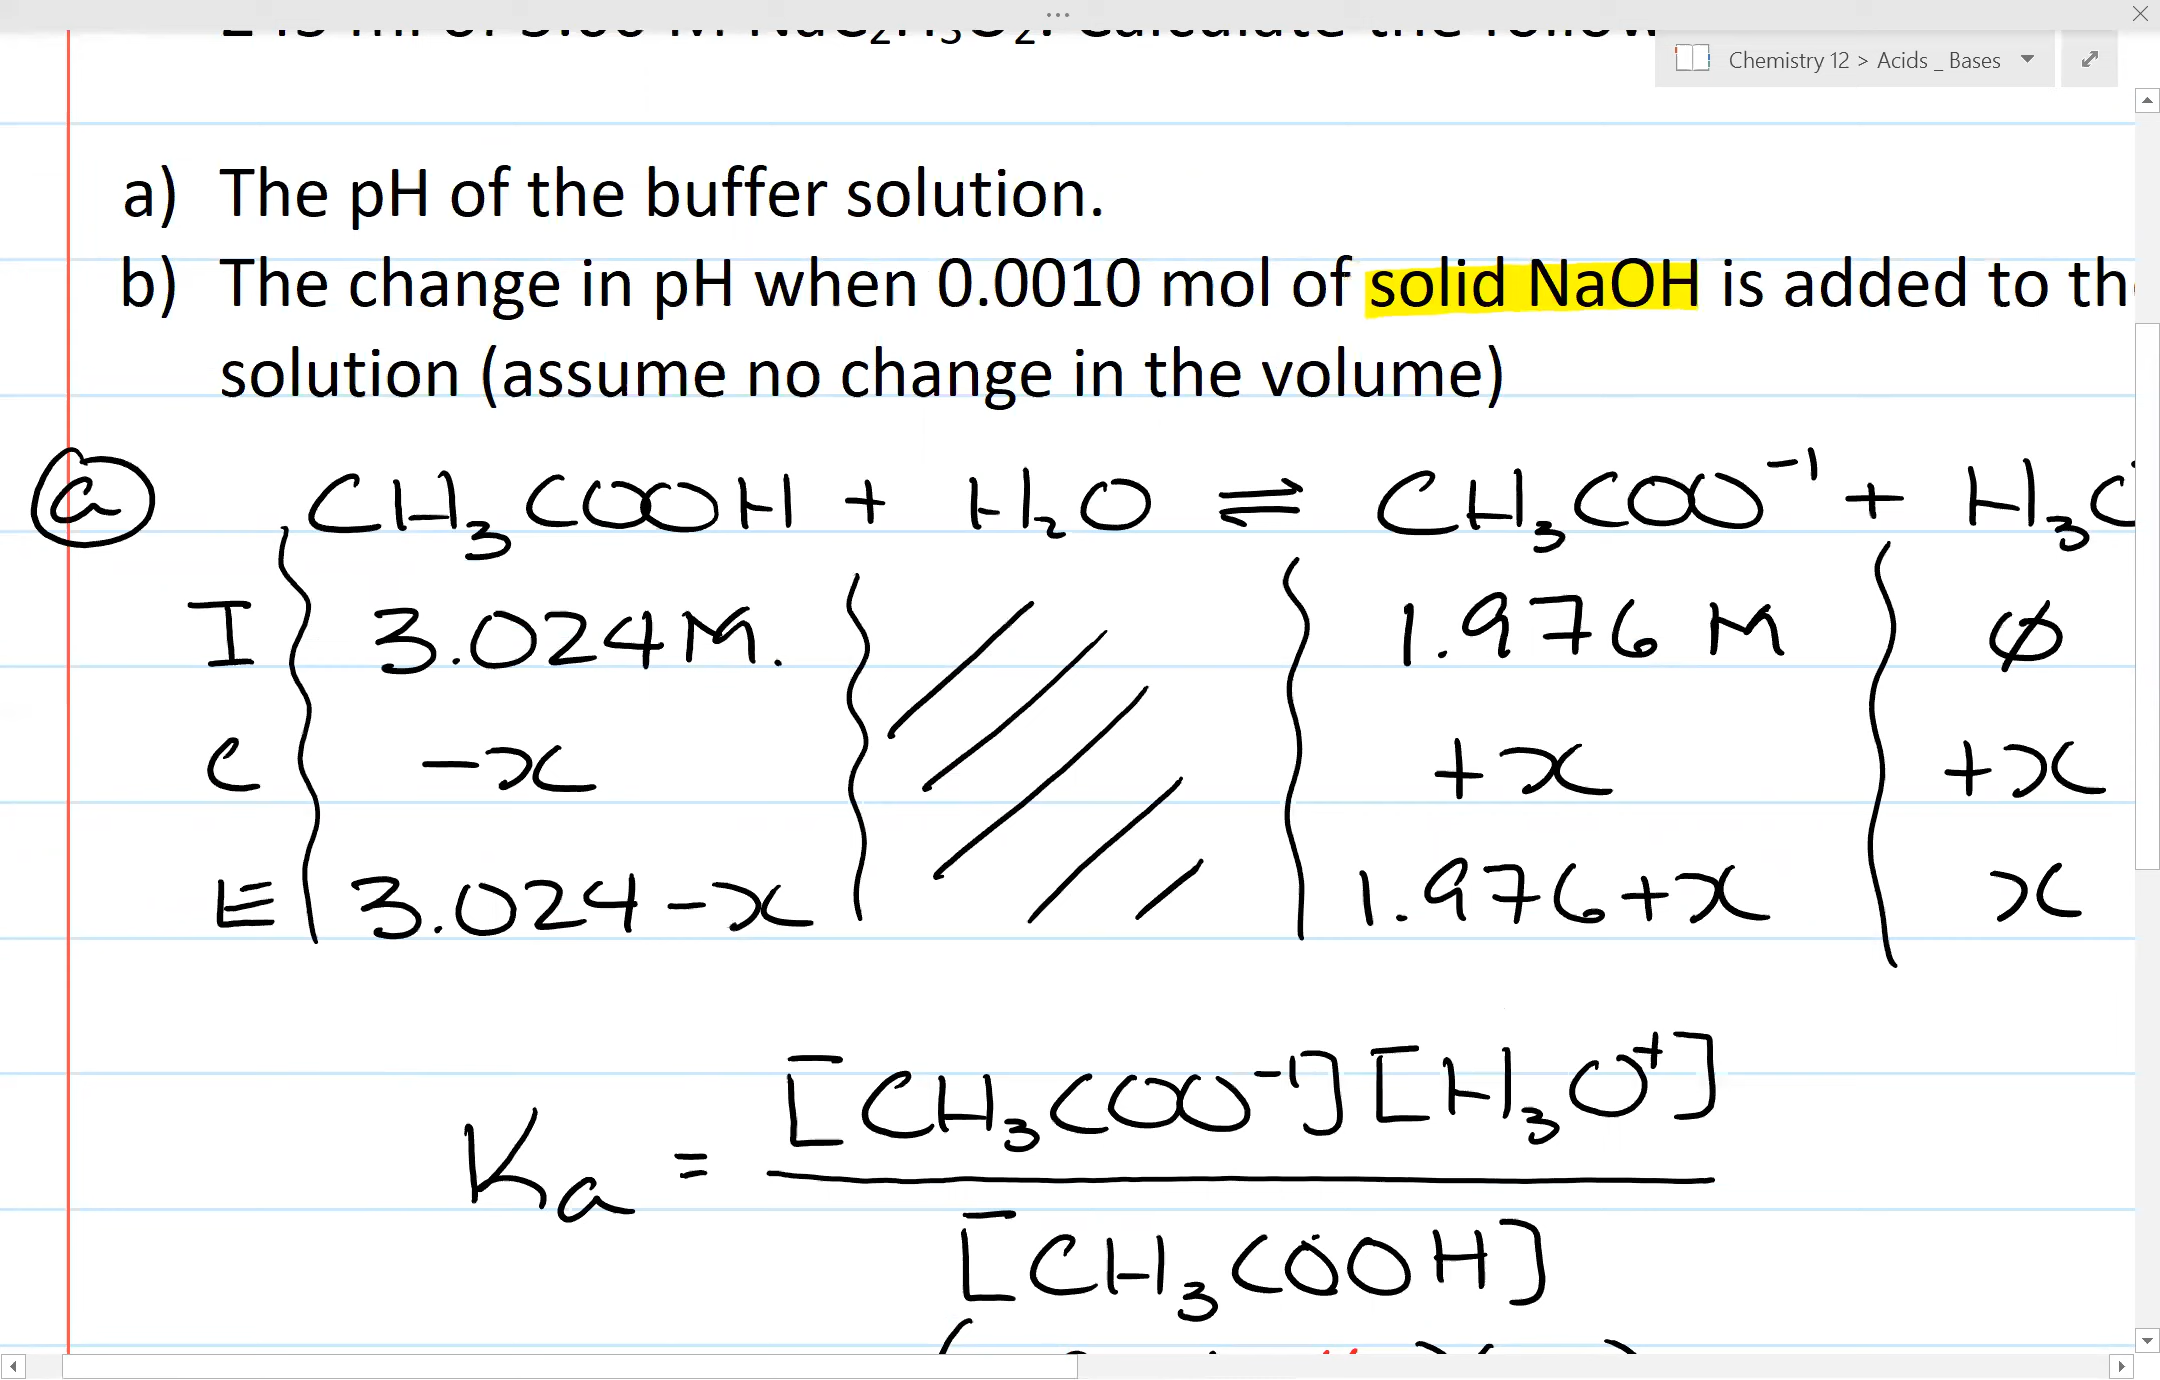 Chemistry 12 > Acids _ Bases
a) The pH of the buffer solution.
b) The change in pH when 0.0010 mol of solid NaOH is added to
solution (assume no change in the volume)
a CH₃COOH + H₂O ⇌ CH₃COO⁻¹ + H₃
I 3.024 M. 1.976 M ∅
C -x +x +x
E 3.024-x 1.976+x x
Ka = [CH₃COO⁻¹][H₃O⁺]
[CH₃COOH]